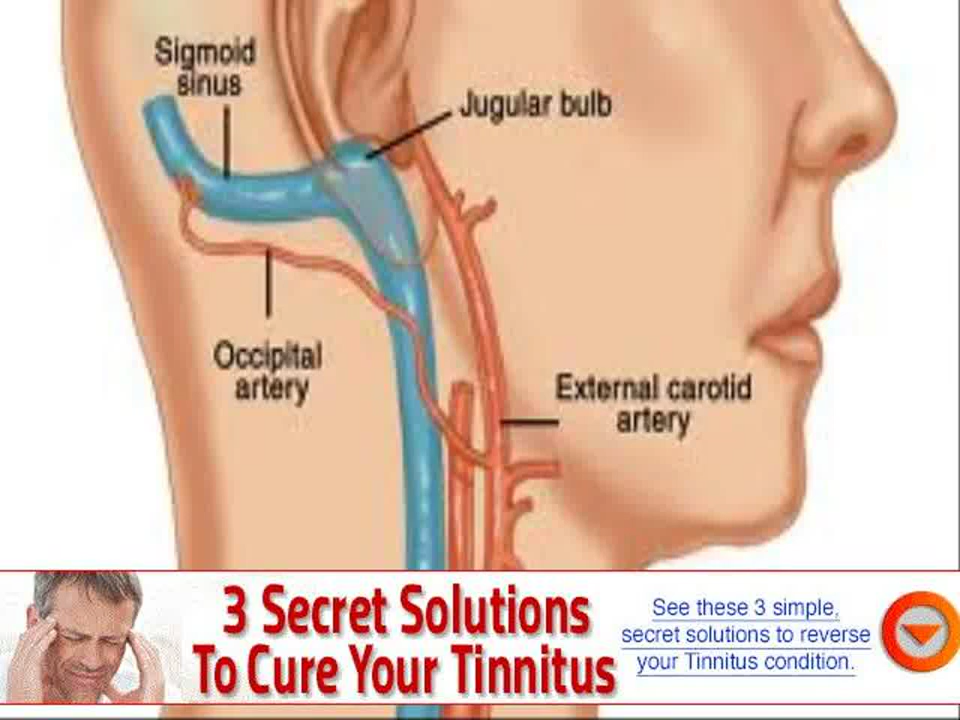 Sigmoid
sinus
Jugular bulb
Occipital
artery
External carotid
artery
3 Secret Solutions
To Cure Your Tinnitus
See these 3 simple,
secret solutions to reverse
your Tinnitus condition.